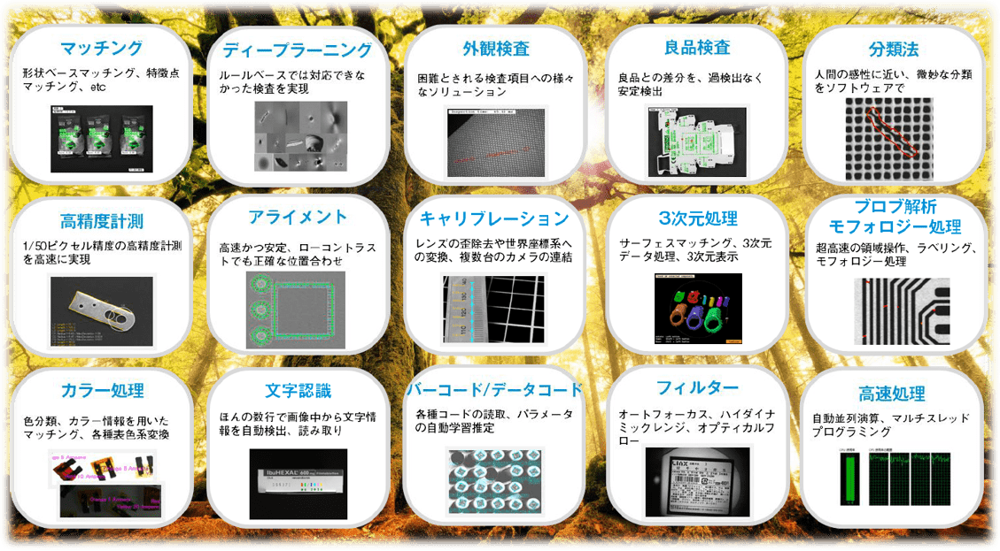 マッチング
形状ベースマッチング、特徴点
マッチング、etc
ディープラーニング
ルールベースでは対応できな
かった検査を実現
外観検査
困難とされる検査項目への様々
なソリューション
良品検査
良品との差分を、過検出なく
安定検出
分類法
人間の感性に近い、微妙な分類
をソフトウェアで
高精度計測
1/50ピクセル精度の高精度計測
を高速に実現
アライメント
高速かつ安定、ローコントラス
トでも正確な位置合わせ
キャリブレーション
レンズの歪除去や世界座標系へ
の変換、複数台のカメラの連結
3次元処理
サーフェスマッチング、3次元
データ処理、3次元表示
ブロブ解析
モフォロジー処理
超高速の領域操作、ラベリング、
モフォロジー処理
カラー処理
色分類、カラー情報を用いた
マッチング、各種表色系変換
文字認識
ほんの数行で画像中から文字情
報を自動検出、読み取り
IbuHEXAL 600
バーコード/データコード
各種コードの読取、パラメータ
の自動学習推定
フィルター
オートフォーカス、ハイダイナ
ミックレンジ、オプティカルフ
ロー
Linx
高速処理
自動並列演算、マルチスレッド
プログラミング